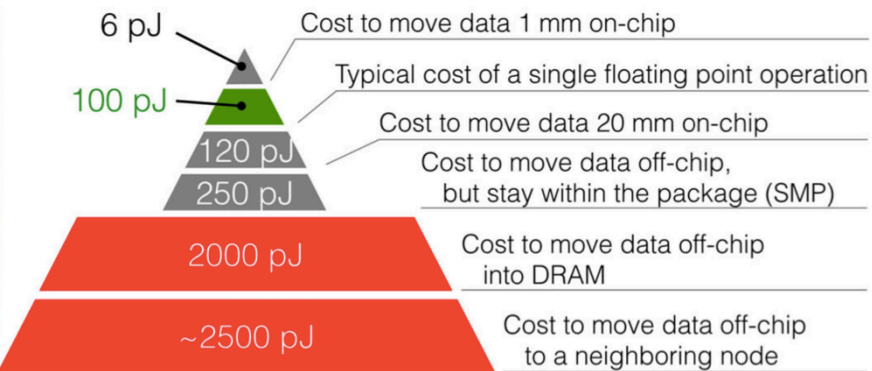 6 pJ
Cost to move data 1 mm on-chip
Typical cost of a single floating point operation
100 pJ
Cost to move data 20 mm on-chip
120 pJ
Cost to move data off-chip,
but stay within the package (SMP)
250 pJ
2000 pJ
Cost to move data off-chip
into DRAM
~2500 pJ
Cost to move data off-chip
to a neighboring node